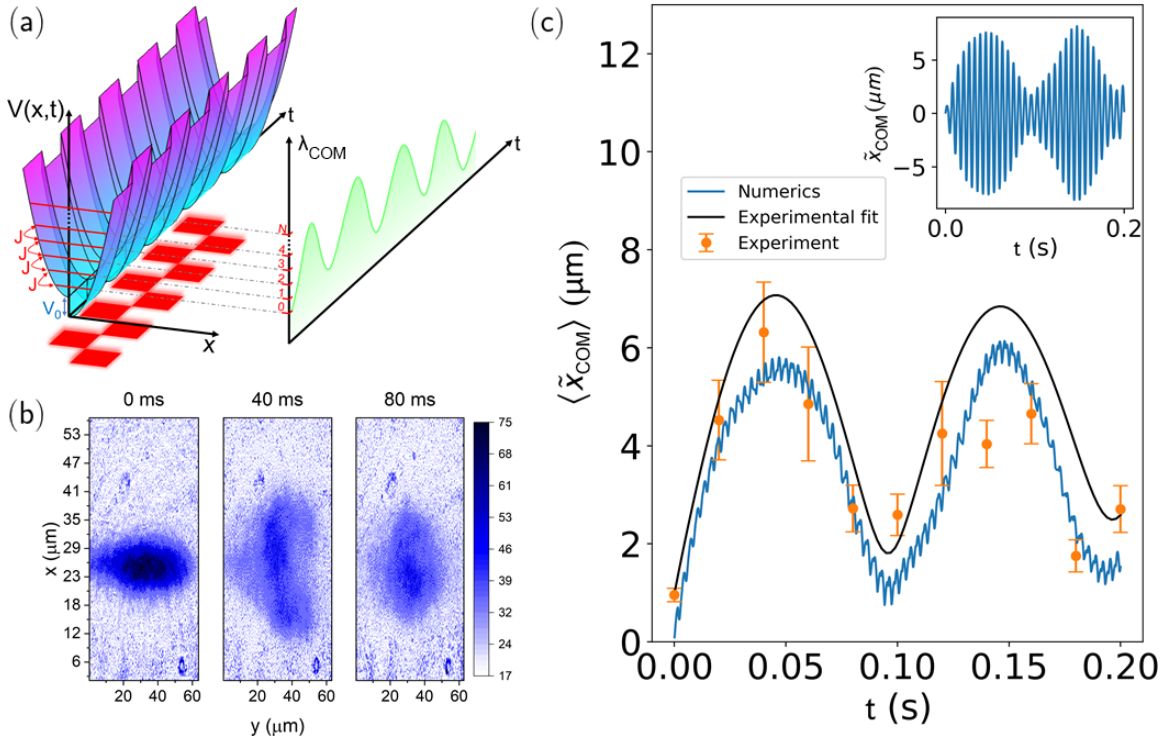 (a)
V(x,t)
t
λCOM
t
N
4
3
2
1
0
J
J
J
J
V₀
x
(b)
0 ms
40 ms
80 ms
x (μm)
53
47
41
35
29
23
18
12
6
20 40 60
20 40 60
20 40 60
y (μm)
75
68
60
53
46
39
32
24
17
(c)
⟨x̃COM⟩ (μm)
12
10
8
6
4
2
0
0.00 0.05 0.10 0.15 0.20
t (s)
Numerics
Experimental fit
Experiment
x̃COM(μm)
5
0
−5
0.0 0.2
t (s)